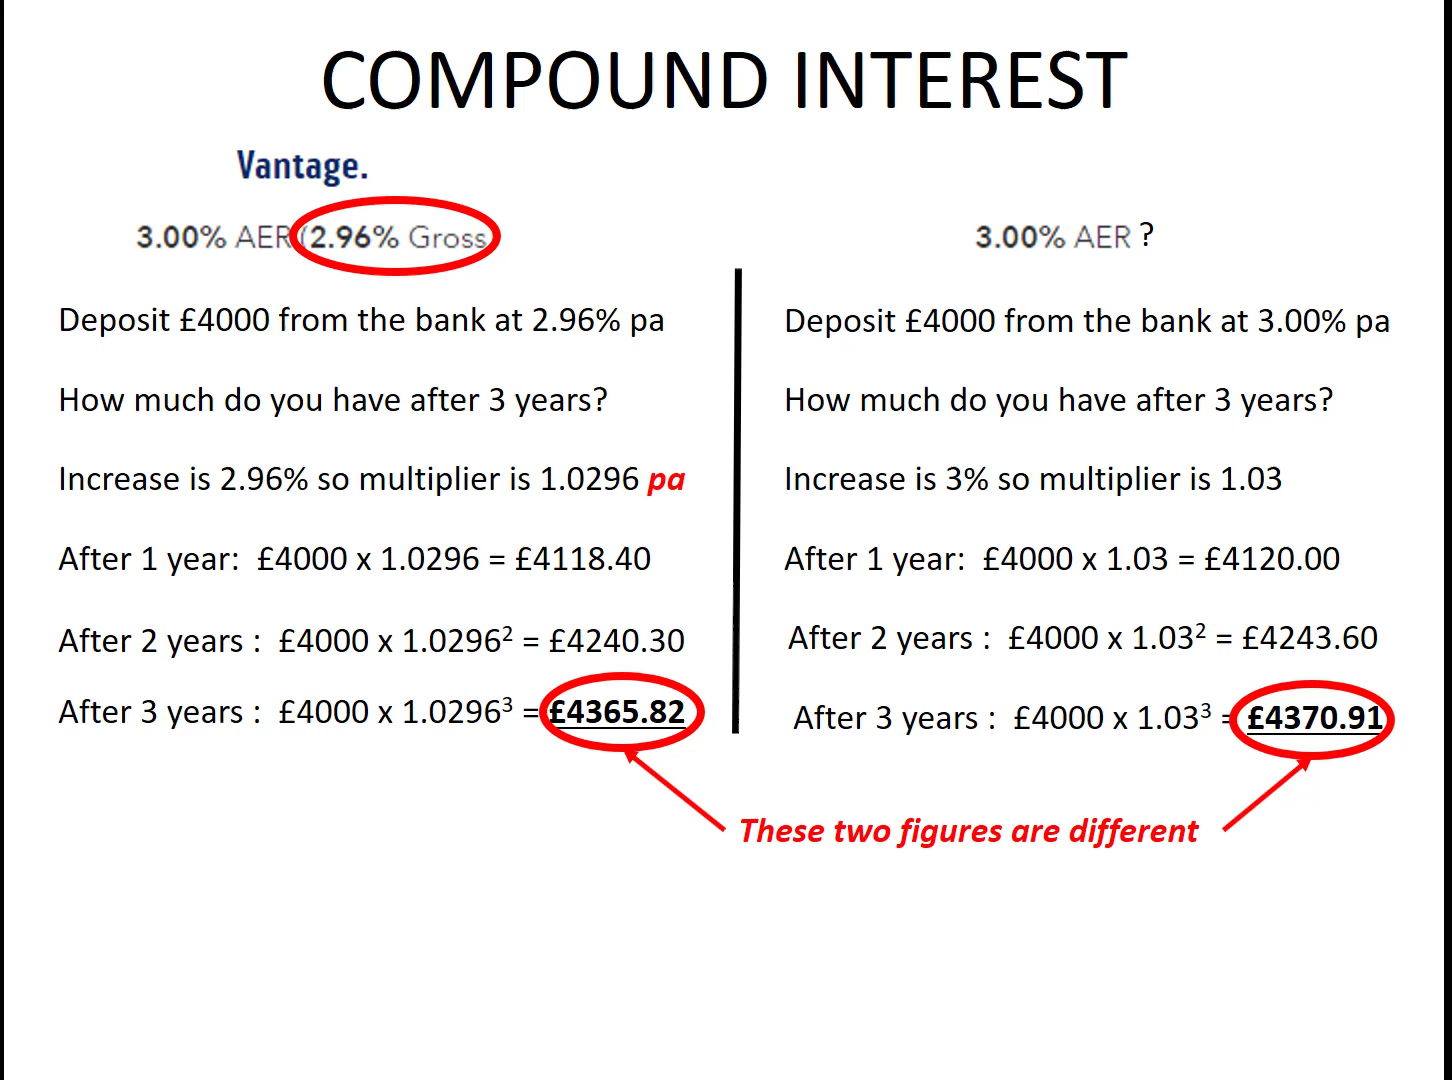 COMPOUND INTEREST
Vantage.
3.00% AER (2.96% Gross
Deposit £4000 from the bank at 2.96% pa
How much do you have after 3 years?
Increase is 2.96% so multiplier is 1.0296 pa
After 1 year: £4000 x 1.0296 = £4118.40
After 2 years : £4000 x 1.0296² = £4240.30
After 3 years : £4000 x 1.0296³ = £4365.82
3.00% AER ?
Deposit £4000 from the bank at 3.00% pa
How much do you have after 3 years?
Increase is 3% so multiplier is 1.03
After 1 year: £4000 x 1.03 = £4120.00
After 2 years : £4000 x 1.03² = £4243.60
After 3 years : £4000 x 1.03³ = £4370.91
These two figures are different